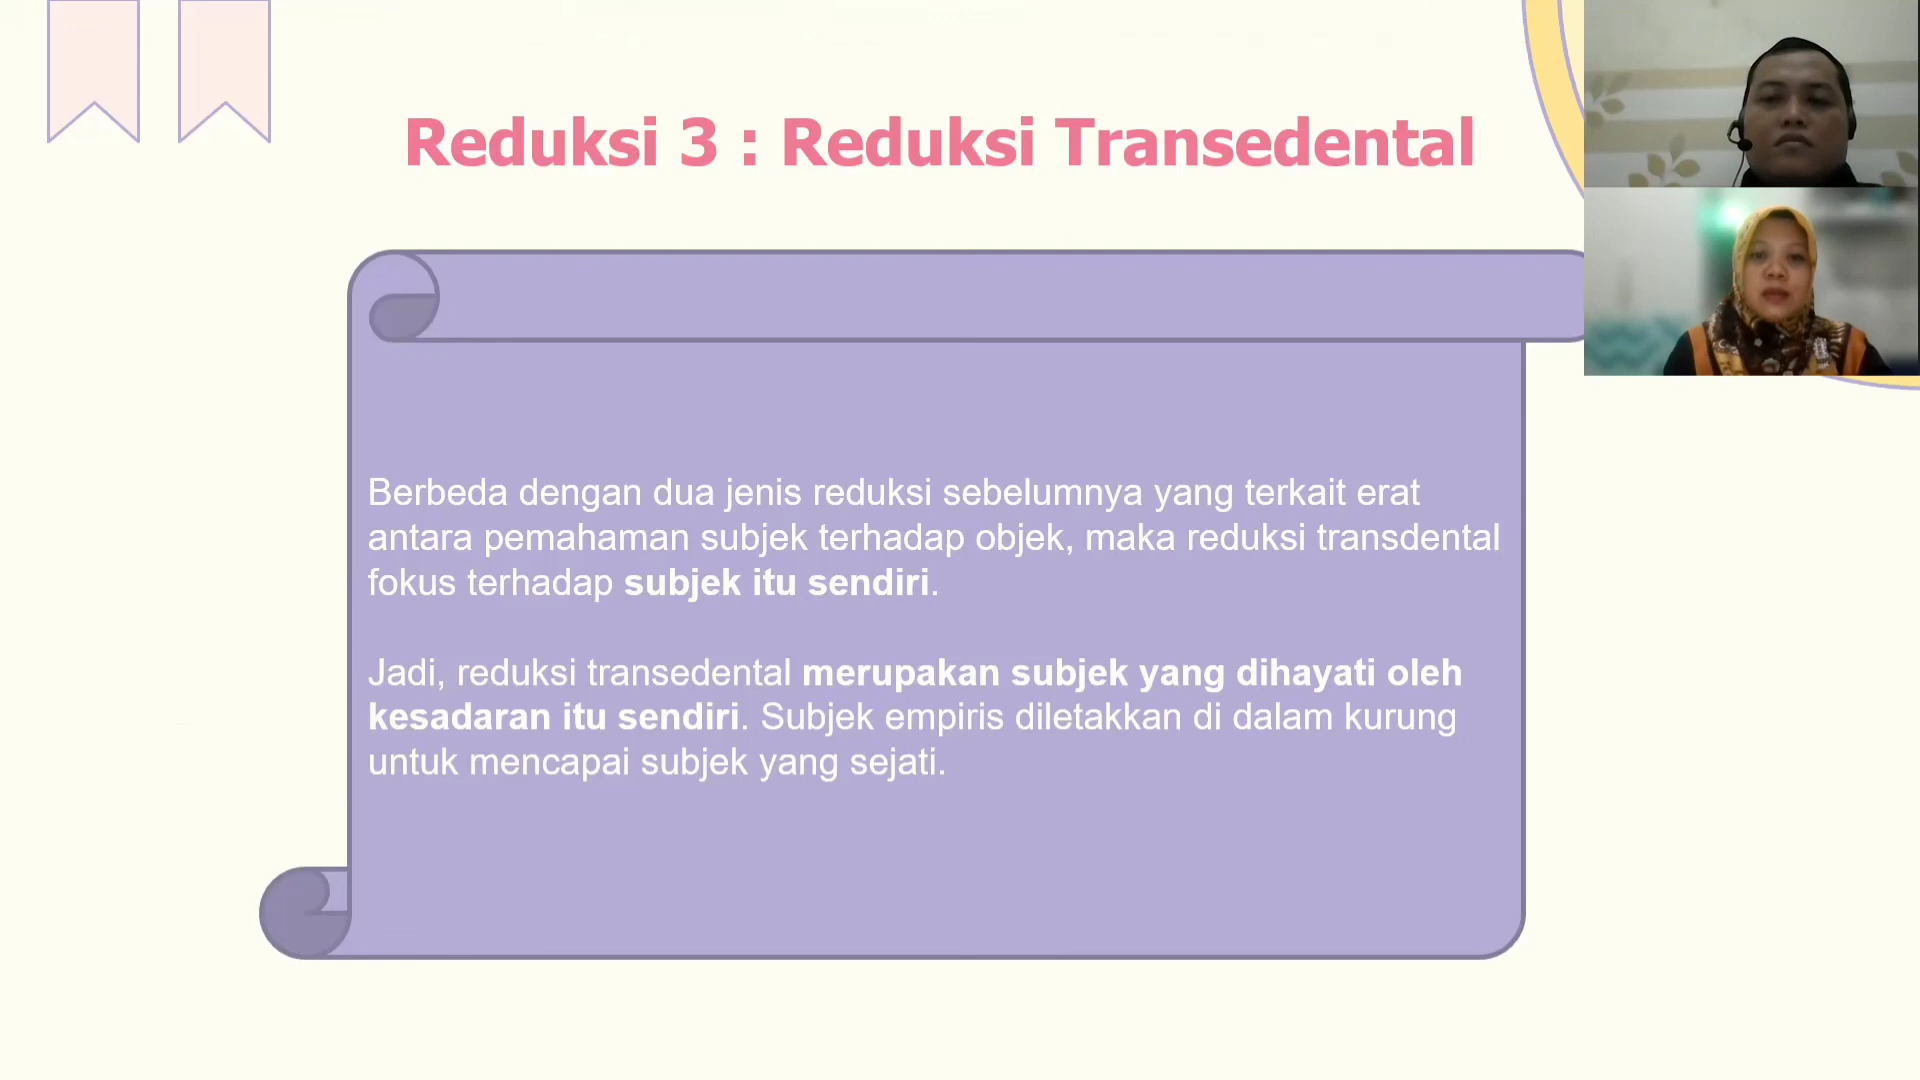 Reduksi 3 : Reduksi Transedental
Berbeda dengan dua jenis reduksi sebelumnya yang terkait erat
antara pemahaman subjek terhadap objek, maka reduksi transdental
fokus terhadap subjek itu sendiri.
Jadi, reduksi transedental merupakan subjek yang dihayati oleh
kesadaran itu sendiri. Subjek empiris diletakkan di dalam kurung
untuk mencapai subjek yang sejati.